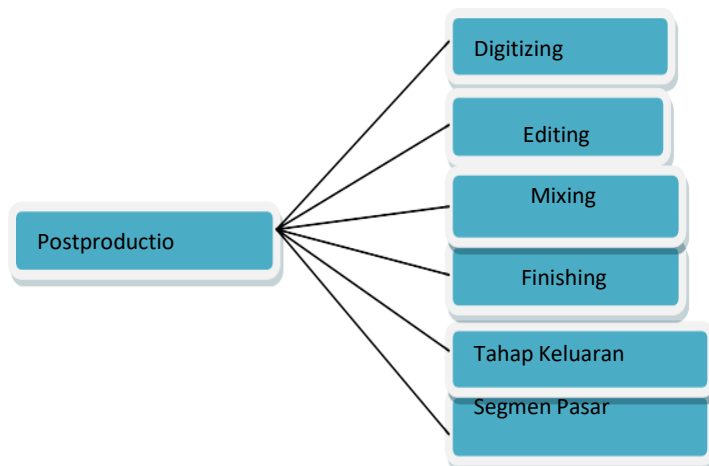 Digitizing
Editing
Mixing
Postproductio
Finishing
Tahap Keluaran
Segmen Pasar